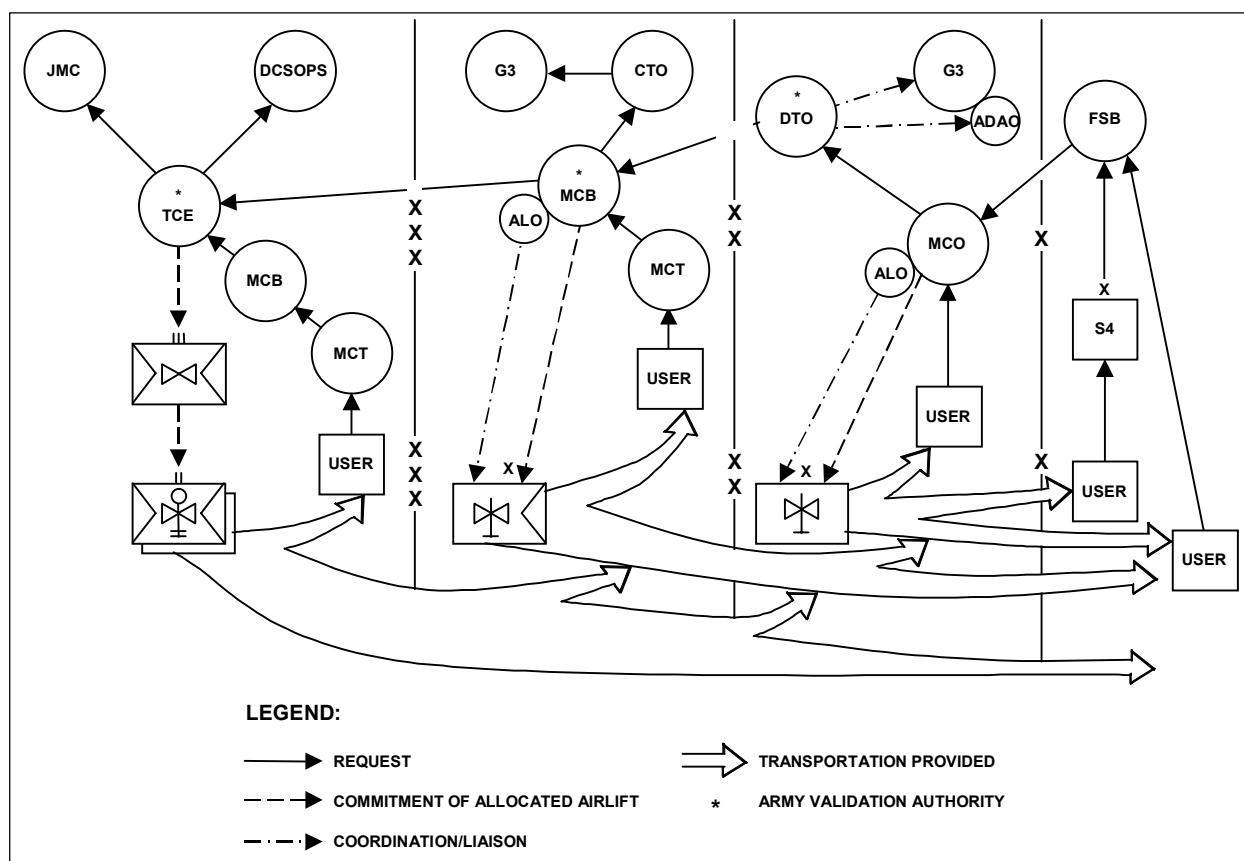 JMC
DCSOPS
G3
CTO
*
DTO
G3
ADAO
FSB
*
TCE
*
MCB
ALO
MCT
MCO
ALO
MCB
MCT
X
X
X
X
X
X
X
S4
USER
USER
USER
USER
X
X
X
X
X
X
X
X
USER
USER
LEGEND:
REQUEST
COMMITMENT OF ALLOCATED AIRLIFT
COORDINATION/LIAISON
TRANSPORTATION PROVIDED
* ARMY VALIDATION AUTHORITY